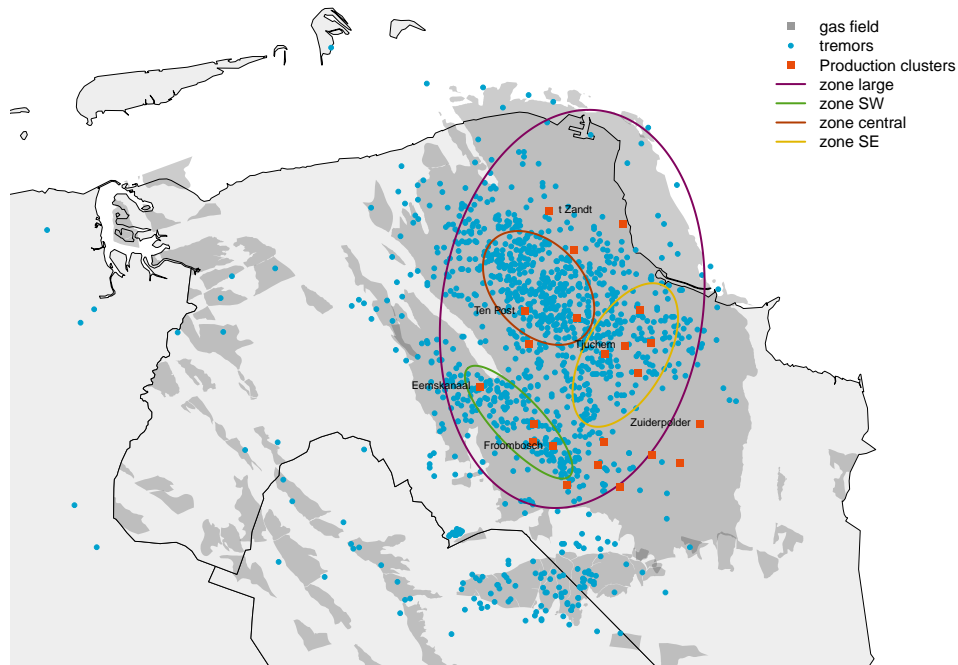 gas field
tremors
Production clusters
zone large
zone SW
zone central
zone SE
t Zandt
Ten Post
Tjuchem
Eemskanaal
Zuiderpolder
Froombosch